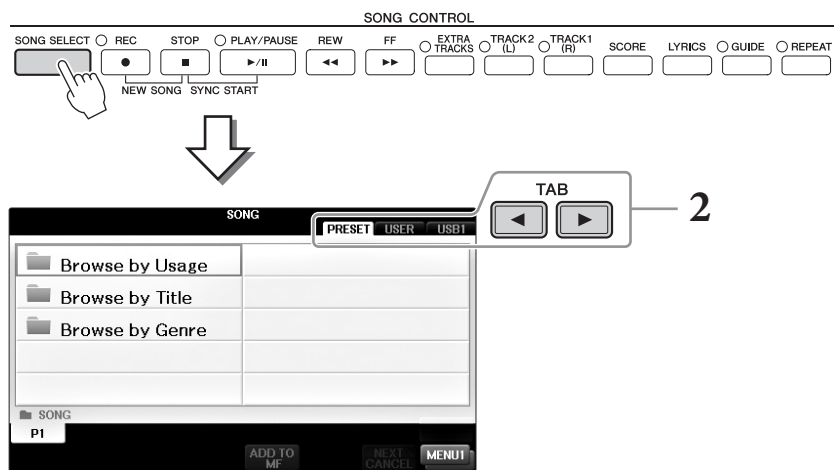 SONG CONTROL
SONG SELECT REC STOP PLAY/PAUSE REW FF EXTRA TRACKS TRACK2 (L) TRACK1 (R) SCORE LYRICS GUIDE REPEAT
NEW SONG SYNC START
TAB
2
SONG
PRESET USER USB1
Browse by Usage
Browse by Title
Browse by Genre
SONG
P1
ADD TO MF NEXT CANCEL MENU1